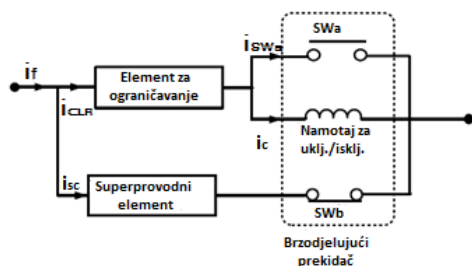 SWa
iSWa
if
Element za
ograničavanje
iCLR
ic
Namotaj za
uklj./isklj.
isc
Superprovodni
element
SWb
Brzodjelujući
prekidač